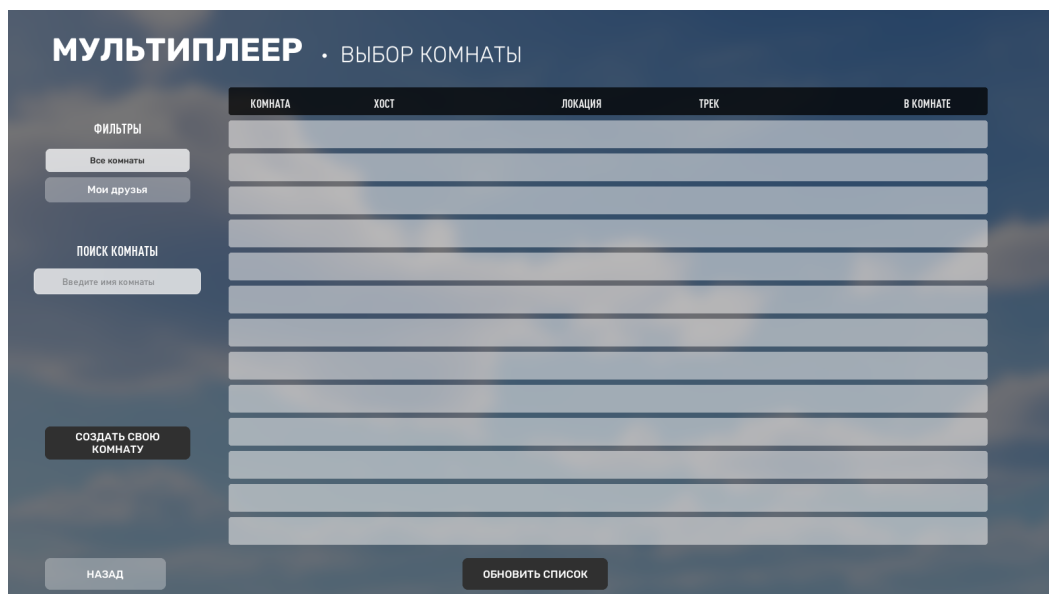 МУЛЬТИПЛЕЕР • ВЫБОР КОМНАТЫ
КОМНАТА ХОСТ ЛОКАЦИЯ ТРЕК В КОМНАТЕ
ФИЛЬТРЫ
Все комнаты
Мои друзья
ПОИСК КОМНАТЫ
Введите имя комнаты
СОЗДАТЬ СВОЮ
КОМНАТУ
НАЗАД
ОБНОВИТЬ СПИСОК